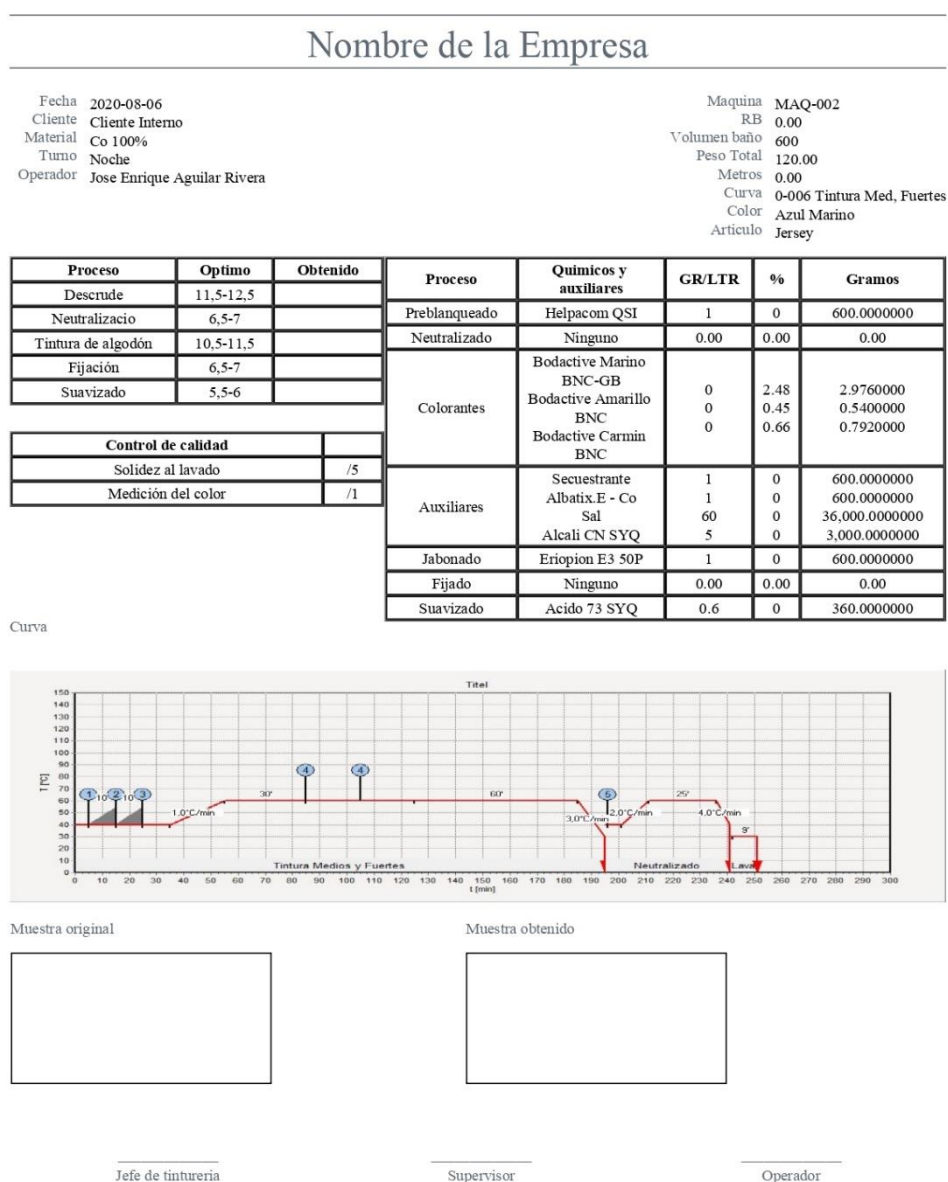 Nombre de la Empresa
Fecha 2020-08-06
Cliente Cliente Interno
Material Co 100%
Turno Noche
Operador Jose Enrique Aguilar Rivera
Maquina MAQ-002
RB 0.00
Volumen baño 600
Peso Total 120.00
Metros 0.00
Curva 0-006 Tintura Med, Fuertes
Color Azul Marino
Articulo Jersey
Proceso Optimo Obtenido
Descrude 11,5-12,5
Neutralizacio 6,5-7
Tintura de algodón 10,5-11,5
Fijación 6,5-7
Suavizado 5,5-6
Control de calidad
Solidez al lavado /5
Medición del color /1
Proceso Quimicos y auxiliares GR/LTR % Gramos
Preblanqueado Helpacom QSI 1 0 600.0000000
Neutralizado Ninguno 0.00 0.00 0.00
Colorantes
Bodactive Marino
BNC-GB
Bodactive Amarillo
BNC
Bodactive Carmin
BNC
0 2.48 2.9760000
0 0.45 0.5400000
0 0.66 0.7920000
Auxiliares
Secuestrante 1 0 600.0000000
Albatix.E - Co 1 0 600.0000000
Sal 60 0 36,000.0000000
Alcali CN SYQ 5 0 3,000.0000000
Jabonado Eriopion E3 50P 1 0 600.0000000
Fijado Ninguno 0.00 0.00 0.00
Suavizado Acido 73 SYQ 0.6 0 360.0000000
Curva
Titel
T [°C]
150
140
130
120
110
100
90
80
70
60
50
40
30
20
10
0
1 10' 2 10' 3
1,0°C/min
30'
4 4
60'
3,0°C/min
5
2,0°C/min
25'
4,0°C/min
9'
Tintura Medios y Fuertes Neutralizado Lava
0 10 20 30 40 50 60 70 80 90 100 110 120 130 140 150 160 170 180 190 200 210 220 230 240 250 260 270 280 290 300
t [min]
Muestra original Muestra obtenido
Jefe de tintureria Supervisor Operador